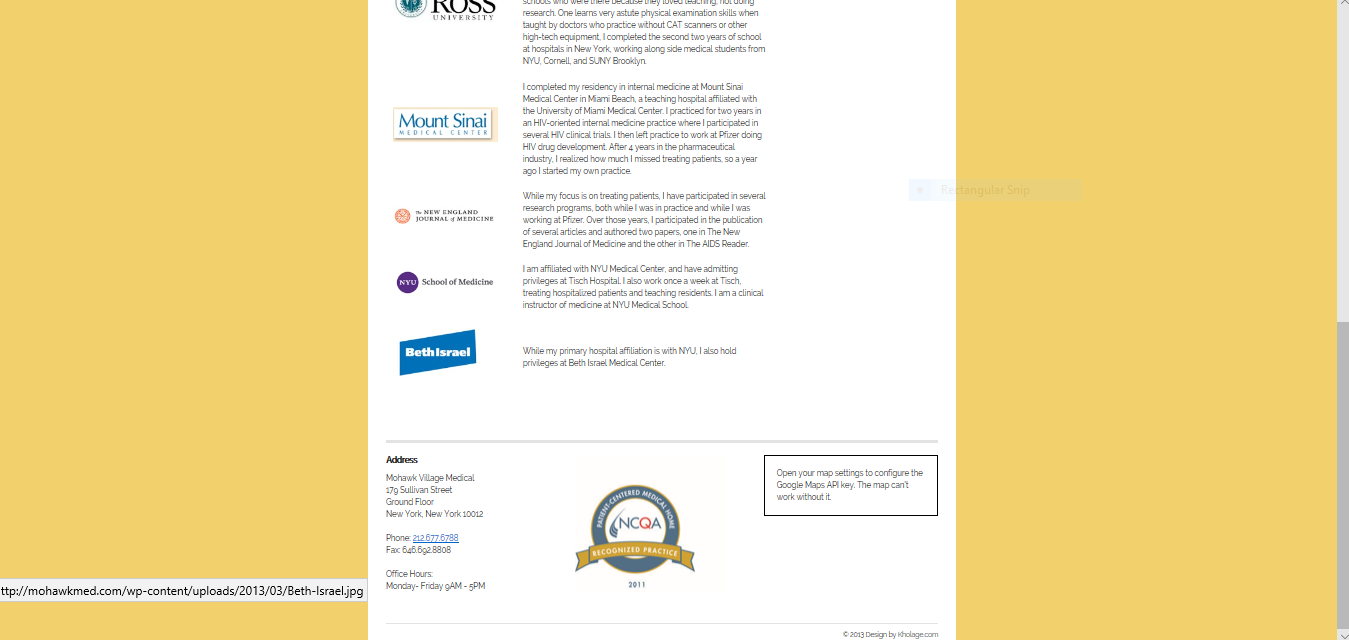 ROSS
UNIVERSITY
schools who were there because they loved teaching, not doing
research. One learns very astute physical examination skills when
taught by doctors who practice without CAT scanners or other
high-tech equipment, I completed the second two years of school
at hospitals in New York, working along side medical students from
NYU, Cornell, and SUNY Brooklyn.
Mount Sinai
MEDICAL CENTER
I completed my residency in internal medicine at Mount Sinai
Medical Center in Miami Beach, a teaching hospital affiliated with
the University of Miami Medical Center. I practiced for two years in
an HIV-oriented internal medicine practice where I participated in
several HIV clinical trials. I then left practice to work at Pfizer doing
HIV drug development. After 4 years in the pharmaceutical
industry, I realized how much I missed treating patients, so a year
ago I started my own practice.
Rectangular Snip
The NEW ENGLAND
JOURNAL of MEDICINE
While my focus is on treating patients, I have participated in several
research programs, both while I was in practice and while I was
working at Pfizer. Over those years, I participated in the publication
of several articles and authored two papers, one in The New
England Journal of Medicine and the other in The AIDS Reader.
NYU School of Medicine
I am affiliated with NYU Medical Center, and have admitting
privileges at Tisch Hospital. I also work once a week at Tisch,
treating hospitalized patients and teaching residents. I am a clinical
instructor of medicine at NYU Medical School.
Beth Israel
While my primary hospital affiliation is with NYU, I also hold
privileges at Beth Israel Medical Center.
Address
Mohawk Village Medical
179 Sullivan Street
Ground Floor
New York, New York 10012
Phone: 212.677.6788
Fax: 646.692.8808
Office Hours:
Monday- Friday 9AM - 5PM
PATIENT-CENTERED MEDICAL HOME
NCQA
RECOGNIZED PRACTICE
2011
Open your map settings to configure the
Google Maps API key. The map can't
work without it.
ttp://mohawkmed.com/wp-content/uploads/2013/03/Beth-Israel.jpg
© 2013 Design by Kholage.com